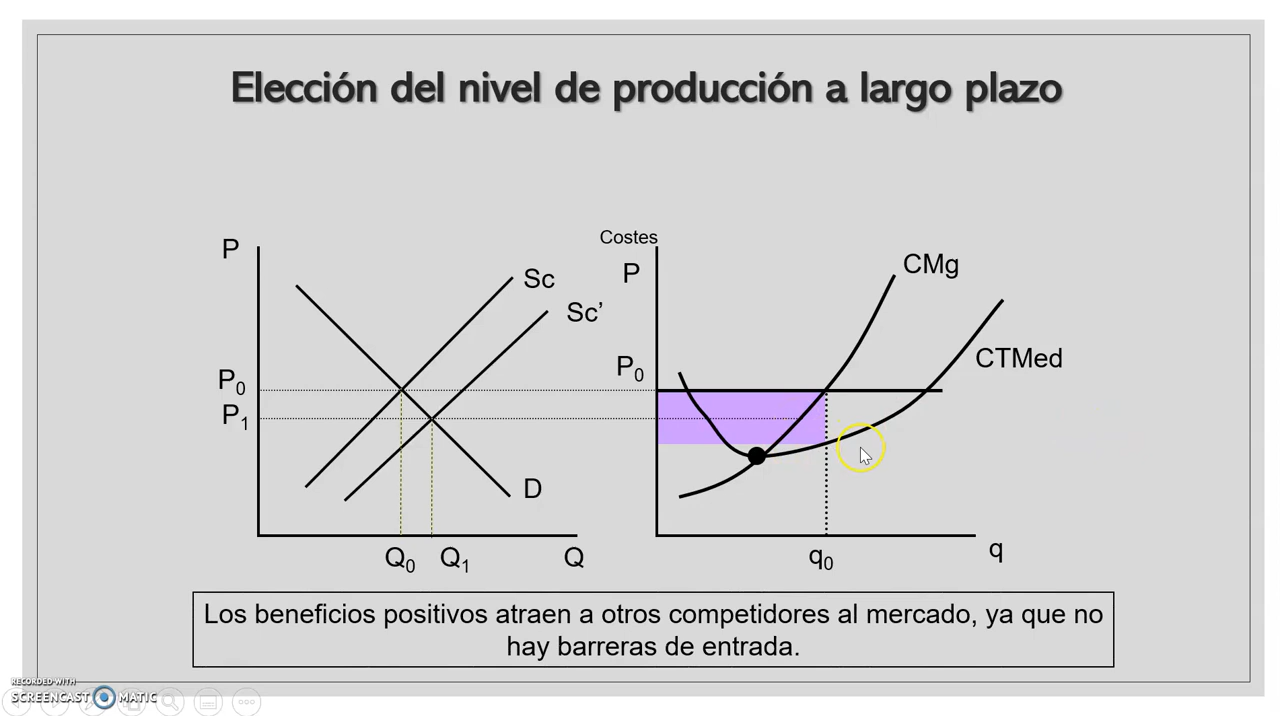 Elección del nivel de producción a largo plazo
P
Sc
Sc’
P₀
P₁
D
Q₀
Q₁
Q
Costes
P
CMg
P₀
CTMed
q₀
q
Los beneficios positivos atraen a otros competidores al mercado, ya que no
hay barreras de entrada.
RECORDED WITH
SCREENCAST MATIC